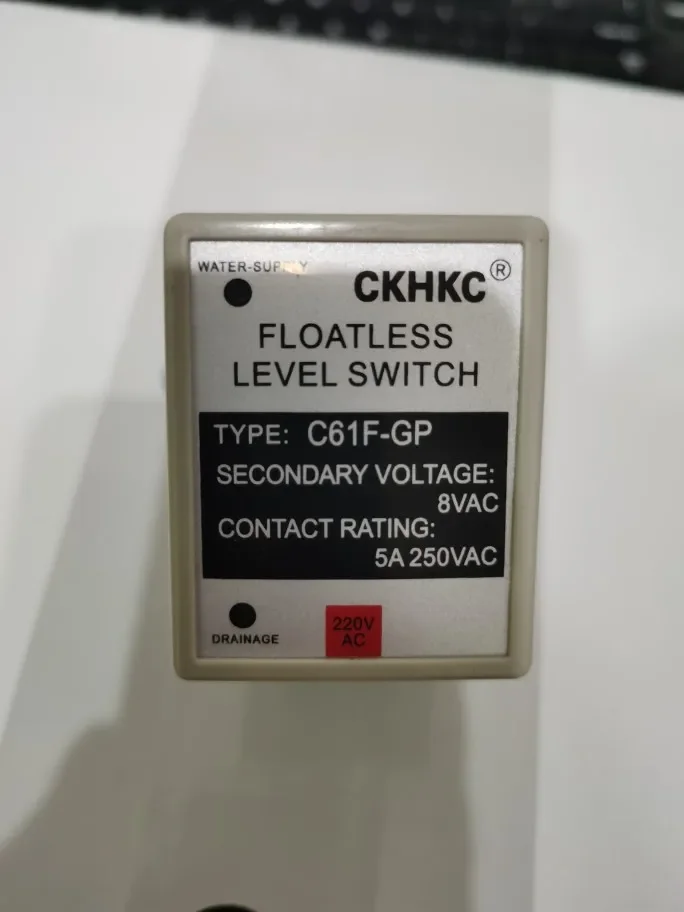 WATER-SUPPLY
CKHKC®
FLOATLESS
LEVEL SWITCH
TYPE: C61F-GP
SECONDARY VOLTAGE:
8VAC
CONTACT RATING:
5A 250VAC
DRAINAGE
220V
AC